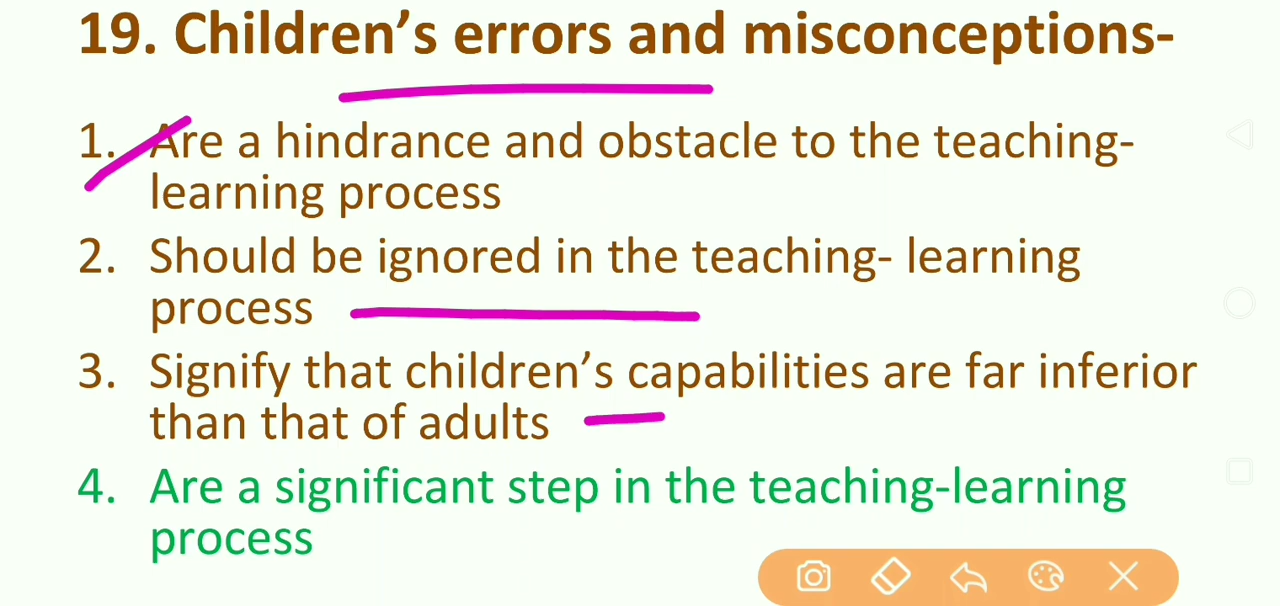 19. Children’s errors and misconceptions-
1. Are a hindrance and obstacle to the teaching-
learning process
2. Should be ignored in the teaching- learning
process
3. Signify that children’s capabilities are far inferior
than that of adults
4. Are a significant step in the teaching-learning
process